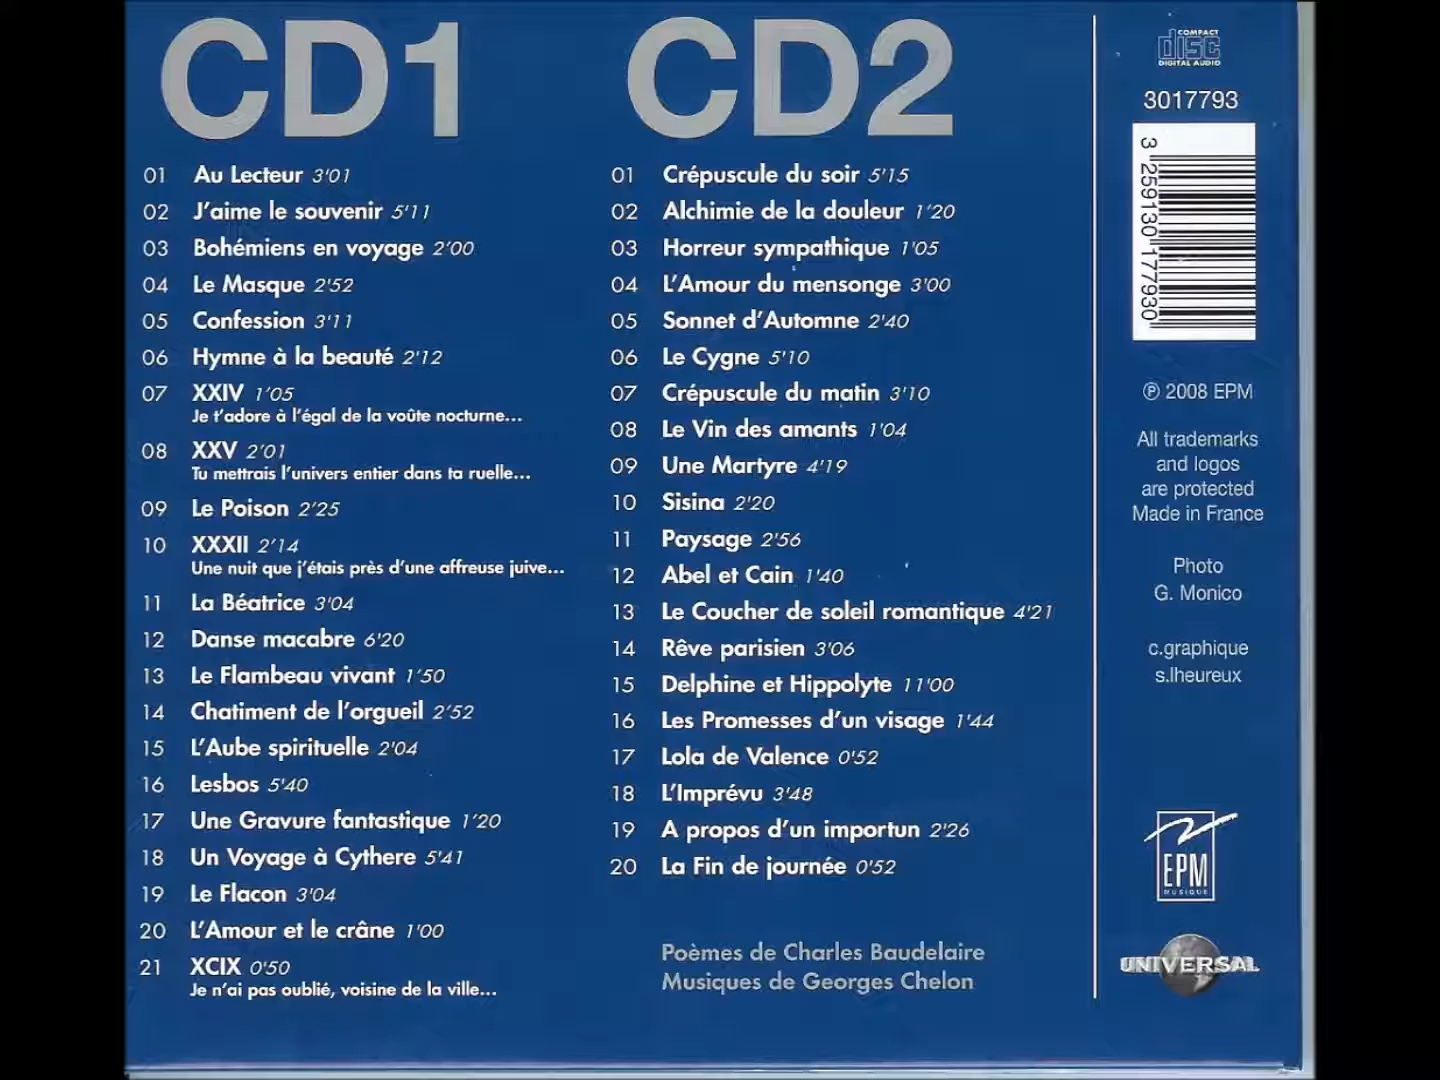 CD1
01 Au Lecteur 3'01
02 J'aime le souvenir 5'11
03 Bohémiens en voyage 2'00
04 Le Masque 2'52
05 Confession 3'11
06 Hymne à la beauté 2'12
07 XXIV 1'05
Je t'adore à l'égal de la voûte nocturne...
08 XXV 2'01
Tu mettrais l'univers entier dans ta ruelle...
09 Le Poison 2'25
10 XXXII 2'14
Une nuit que j'étais près d'une affreuse juive...
11 La Béatrice 3'04
12 Danse macabre 6'20
13 Le Flambeau vivant 1'50
14 Chatiment de l'orgueil 2'52
15 L'Aube spirituelle 2'04
16 Lesbos 5'40
17 Une Gravure fantastique 1'20
18 Un Voyage à Cythere 5'41
19 Le Flacon 3'04
20 L'Amour et le crâne 1'00
21 XCIX 0'50
Je n'ai pas oublié, voisine de la ville...
CD2
01 Crépuscule du soir 5'15
02 Alchimie de la douleur 1'20
03 Horreur sympathique 1'05
04 L'Amour du mensonge 3'00
05 Sonnet d'Automne 2'40
06 Le Cygne 5'10
07 Crépuscule du matin 3'10
08 Le Vin des amants 1'04
09 Une Martyre 4'19
10 Sisina 2'20
11 Paysage 2'56
12 Abel et Cain 1'40
13 Le Coucher de soleil romantique 4'21
14 Rêve parisien 3'06
15 Delphine et Hippolyte 11'00
16 Les Promesses d'un visage 1'44
17 Lola de Valence 0'52
18 L'Imprévu 3'48
19 A propos d'un importun 2'26
20 La Fin de journée 0'52
Poèmes de Charles Baudelaire
Musiques de Georges Chelon
COMPACT
disc
DIGITAL AUDIO
3017793
3 259130 177930
℗ 2008 EPM
All trademarks
and logos
are protected
Made in France
Photo
G. Monico
c.graphique
s.lheureux
EPM
MUSIQUE
UNIVERSAL